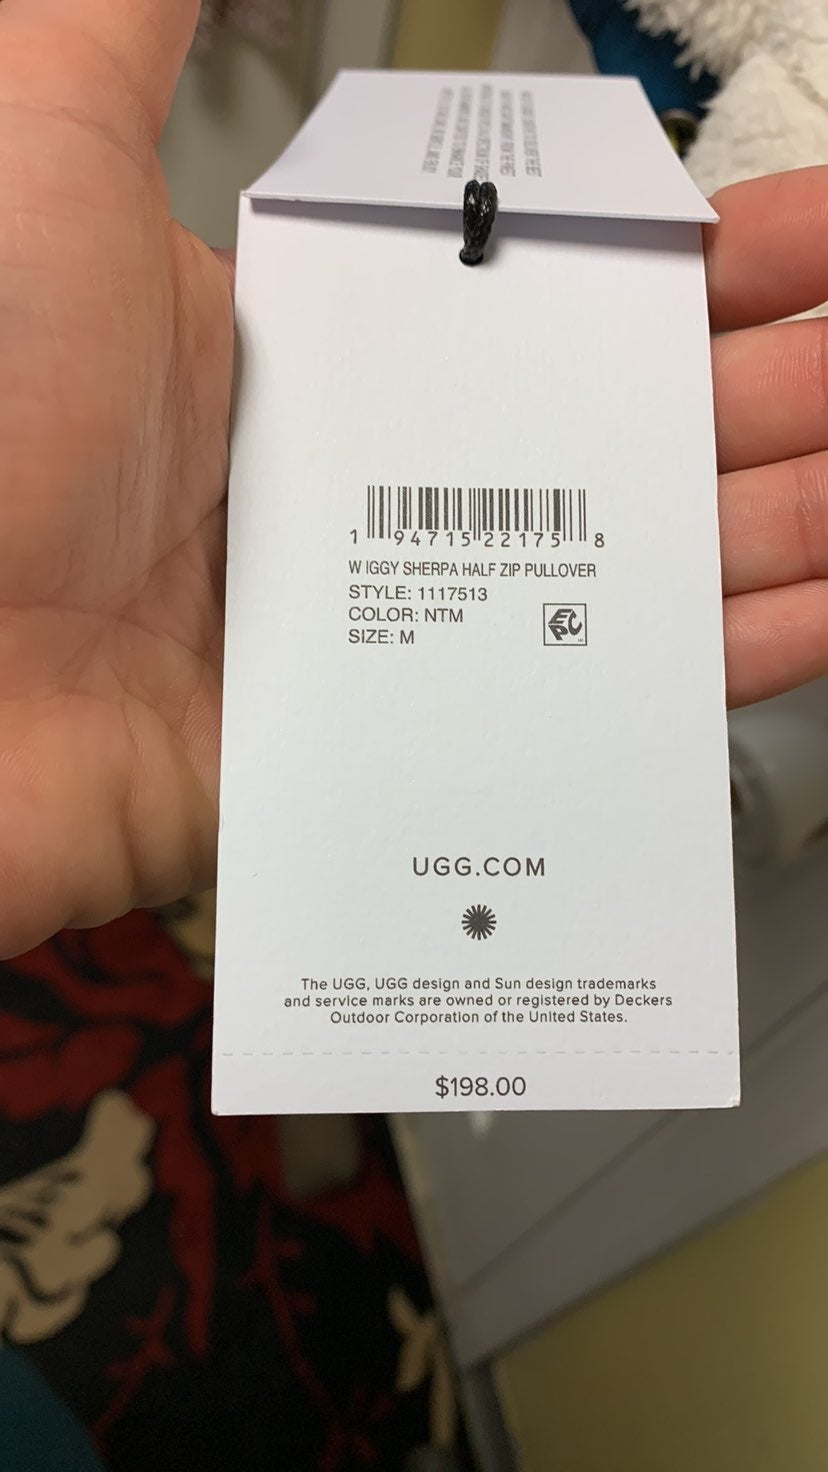 1 94715 22175 8
W IGGY SHERPA HALF ZIP PULLOVER
STYLE: 1117513
COLOR: NTM
SIZE: M
EPC
UGG.COM
The UGG, UGG design and Sun design trademarks
and service marks are owned or registered by Deckers
Outdoor Corporation of the United States.
$198.00